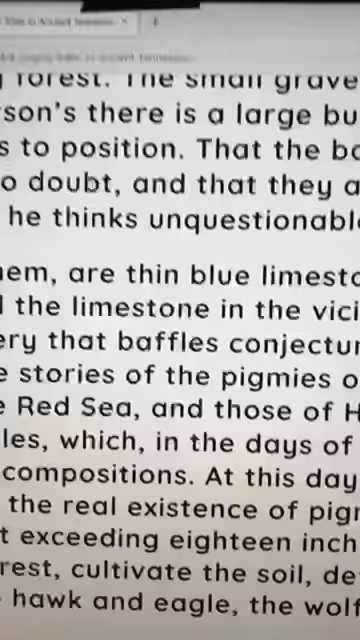 forest. The small grave
son's there is a large bu
s to position. That the bo
o doubt, and that they a
he thinks unquestionabl
hem, are thin blue limesto
the limestone in the vici
ery that baffles conjectur
e stories of the pigmies o
e Red Sea, and those of H
les, which, in the days of
compositions. At this day
the real existence of pigm
t exceeding eighteen inch
rest, cultivate the soil, de
hawk and eagle, the wolf